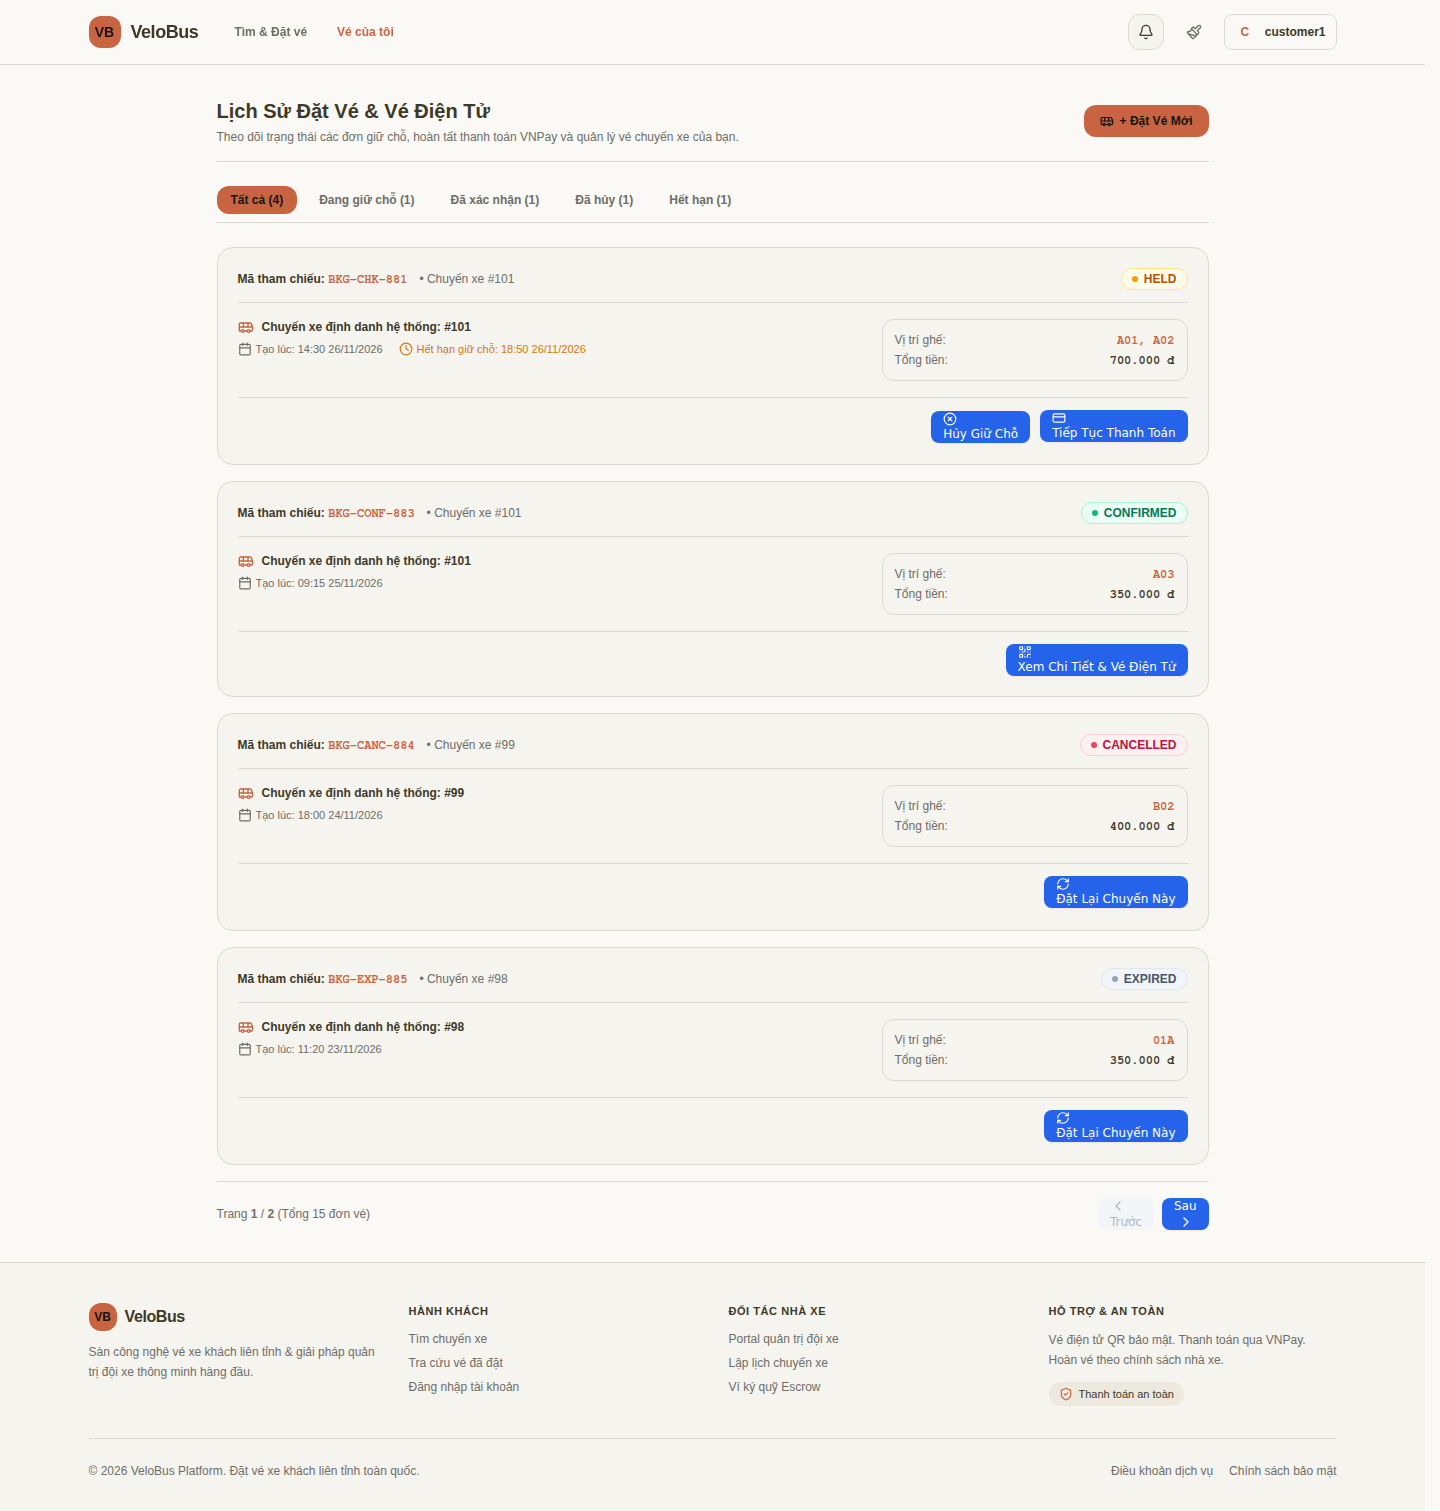 VB VeloBus Tìm & Đặt vé Vé của tôi C customer1
Lịch Sử Đặt Vé & Vé Điện Tử
Theo dõi trạng thái các đơn giữ chỗ, hoàn tất thanh toán VNPay và quản lý vé chuyến xe của bạn.
+ Đặt Vé Mới
Tất cả (4) Đang giữ chỗ (1) Đã xác nhận (1) Đã hủy (1) Hết hạn (1)
Mã tham chiếu: BKG-CHK-881 • Chuyến xe #101 HELD
Chuyến xe định danh hệ thống: #101
Tạo lúc: 14:30 26/11/2026 Hết hạn giữ chỗ: 18:50 26/11/2026
Vị trí ghế: A01, A02
Tổng tiền: 700.000 đ
Hủy Giữ Chỗ Tiếp Tục Thanh Toán
Mã tham chiếu: BKG-CONF-883 • Chuyến xe #101 CONFIRMED
Chuyến xe định danh hệ thống: #101
Tạo lúc: 09:15 25/11/2026
Vị trí ghế: A03
Tổng tiền: 350.000 đ
Xem Chi Tiết & Vé Điện Tử
Mã tham chiếu: BKG-CANC-884 • Chuyến xe #99 CANCELLED
Chuyến xe định danh hệ thống: #99
Tạo lúc: 18:00 24/11/2026
Vị trí ghế: B02
Tổng tiền: 400.000 đ
Đặt Lại Chuyến Này
Mã tham chiếu: BKG-EXP-885 • Chuyến xe #98 EXPIRED
Chuyến xe định danh hệ thống: #98
Tạo lúc: 11:20 23/11/2026
Vị trí ghế: 01A
Tổng tiền: 350.000 đ
Đặt Lại Chuyến Này
Trang 1 / 2 (Tổng 15 đơn vé)
Trước Sau
VB VeloBus
Sàn công nghệ vé xe khách liên tỉnh & giải pháp quản
trị đội xe thông minh hàng đầu.
HÀNH KHÁCH
Tìm chuyến xe
Tra cứu vé đã đặt
Đăng nhập tài khoản
ĐỐI TÁC NHÀ XE
Portal quản trị đội xe
Lập lịch chuyến xe
Ví ký quỹ Escrow
HỖ TRỢ & AN TOÀN
Vé điện tử QR bảo mật. Thanh toán qua VNPay.
Hoàn vé theo chính sách nhà xe.
Thanh toán an toàn
© 2026 VeloBus Platform. Đặt vé xe khách liên tỉnh toàn quốc.
Điều khoản dịch vụ Chính sách bảo mật